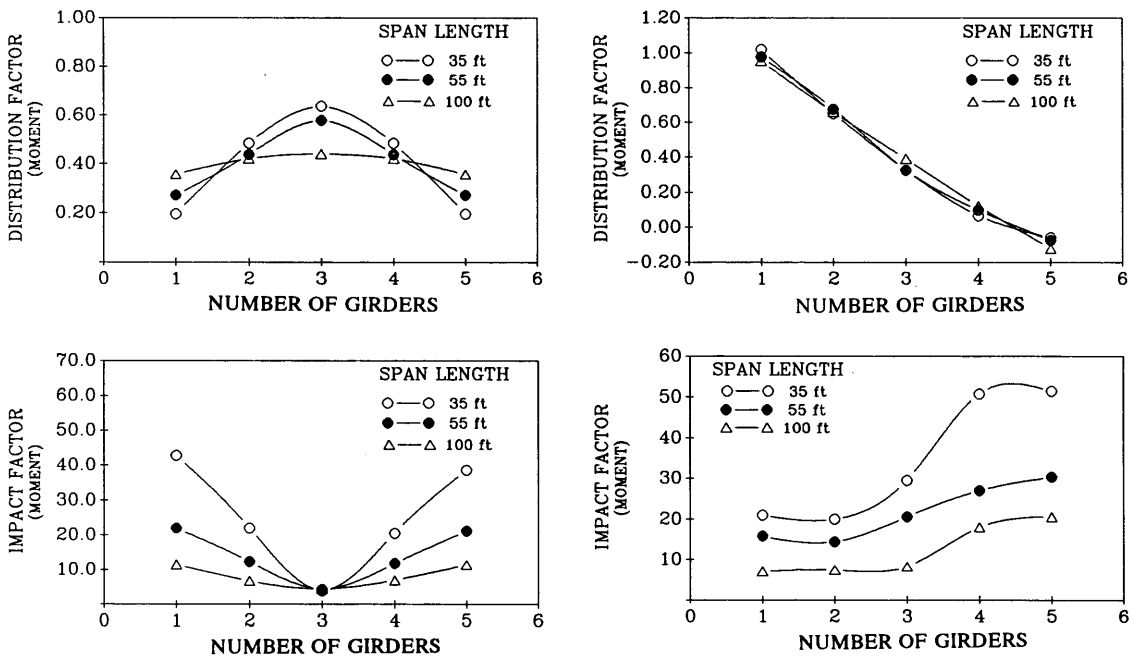 DISTRIBUTION FACTOR
(MOMENT)
1.00
0.80
0.60
0.40
0.20
SPAN LENGTH
35 ft
55 ft
100 ft
0 1 2 3 4 5 6
NUMBER OF GIRDERS
DISTRIBUTION FACTOR
(MOMENT)
1.20
1.00
0.80
0.60
0.40
0.20
0.00
−0.20
SPAN LENGTH
35 ft
55 ft
100 ft
0 1 2 3 4 5 6
NUMBER OF GIRDERS
IMPACT FACTOR
(MOMENT)
70.0
60.0
50.0
40.0
30.0
20.0
10.0
SPAN LENGTH
35 ft
55 ft
100 ft
0 1 2 3 4 5 6
NUMBER OF GIRDERS
IMPACT FACTOR
(MOMENT)
60
50
40
30
20
10
0
SPAN LENGTH
35 ft
55 ft
100 ft
0 1 2 3 4 5 6
NUMBER OF GIRDERS